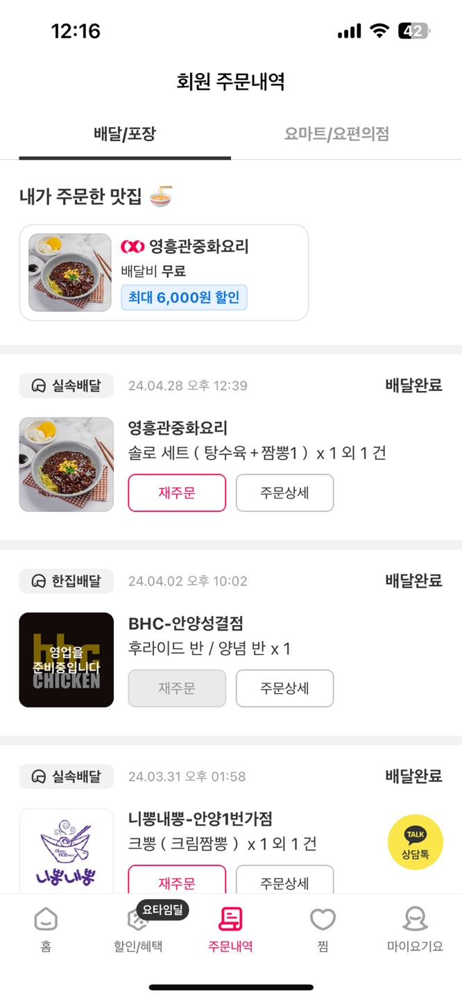 12:16
42
회원 주문내역
배달/포장
요마트/요편의점
내가 주문한 맛집
영흥관중화요리
배달비 무료
최대 6,000원 할인
실속배달
24.04.28 오후 12:39
배달완료
영흥관중화요리
솔로 세트 ( 탕수육+짬뽕1 ) x 1 외 1 건
재주문
주문상세
한집배달
24.04.02 오후 10:02
배달완료
bhc
영업을
준비중입니다
CHICKEN
BHC-안양성결점
후라이드 반 / 양념 반 x 1
재주문
주문상세
실속배달
24.03.31 오후 01:58
배달완료
니뽕내뽕
니뽕내뽕-안양1번가점
크뽕 ( 크림짬뽕 ) x 1 외 1 건
TALK
상담톡
재주문
주문상세
요타임딜
홈
할인/혜택
주문내역
찜
마이요기요